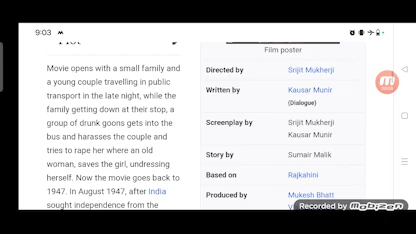 9:03
Film poster
Movie opens with a small family and
a young couple travelling in public
transport in the late night, while the
family getting down at their stop, a
group of drunk goons gets into the
bus and harasses the couple and
tries to rape her where an old
woman, saves the girl, undressing
herself. Now the movie goes back to
1947. In August 1947, after India
sought independence from the
Directed by Srijit Mukherji
Written by Kausar Munir
(Dialogue)
Screenplay by Srijit Mukherji
Kausar Munir
Story by Sumair Malik
Based on Rajkahini
Produced by Mukesh Bhatt
Recorded by Mobizen